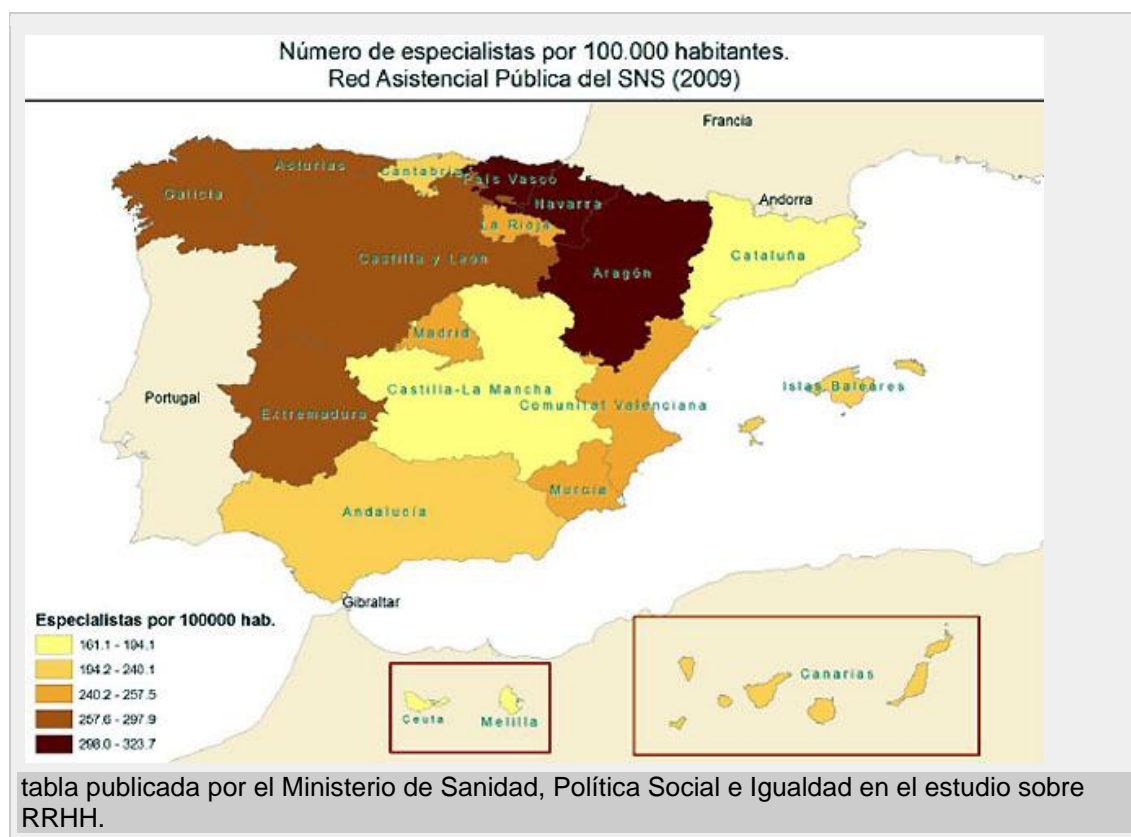 Número de especialistas por 100.000 habitantes.
Red Asistencial Pública del SNS (2009)
Francia
Asturias
Cantabria
País Vasco
Galicia
Navarra
Andorra
La Rioja
Castilla y León
Cataluña
Aragón
Madrid
Portugal
Castilla-La Mancha
Islas Baleares
Comunitat Valenciana
Extremadura
Murcia
Andalucía
Gibraltar
Especialistas por 100000 hab.
161.1 - 194.1
194.2 - 240.1
240.2 - 257.5
257.6 - 297.9
298.0 - 323.7
Canarias
Ceuta
Melilla
tabla publicada por el Ministerio de Sanidad, Política Social e Igualdad en el estudio sobre
RRHH.